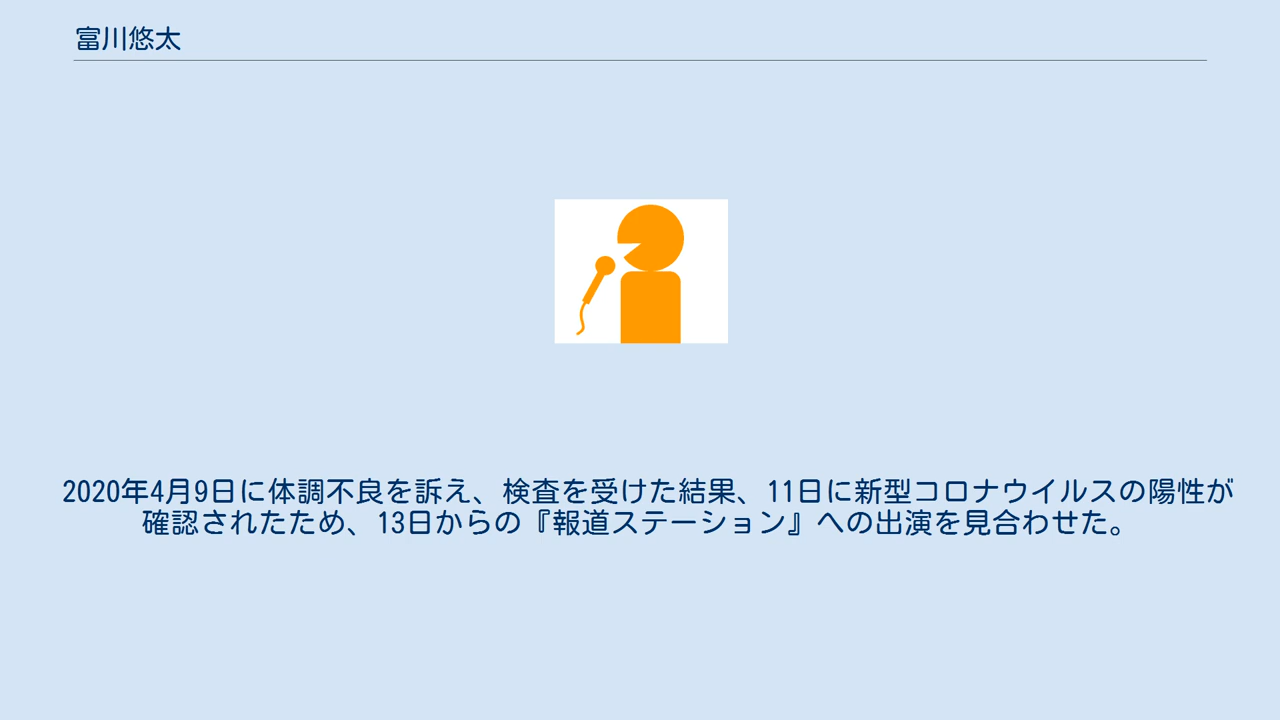 富川悠太
2020年4月9日に体調不良を訴え、検査を受けた結果、11日に新型コロナウイルスの陽性が
確認されたため、13日からの『報道ステーション』への出演を見合わせた。